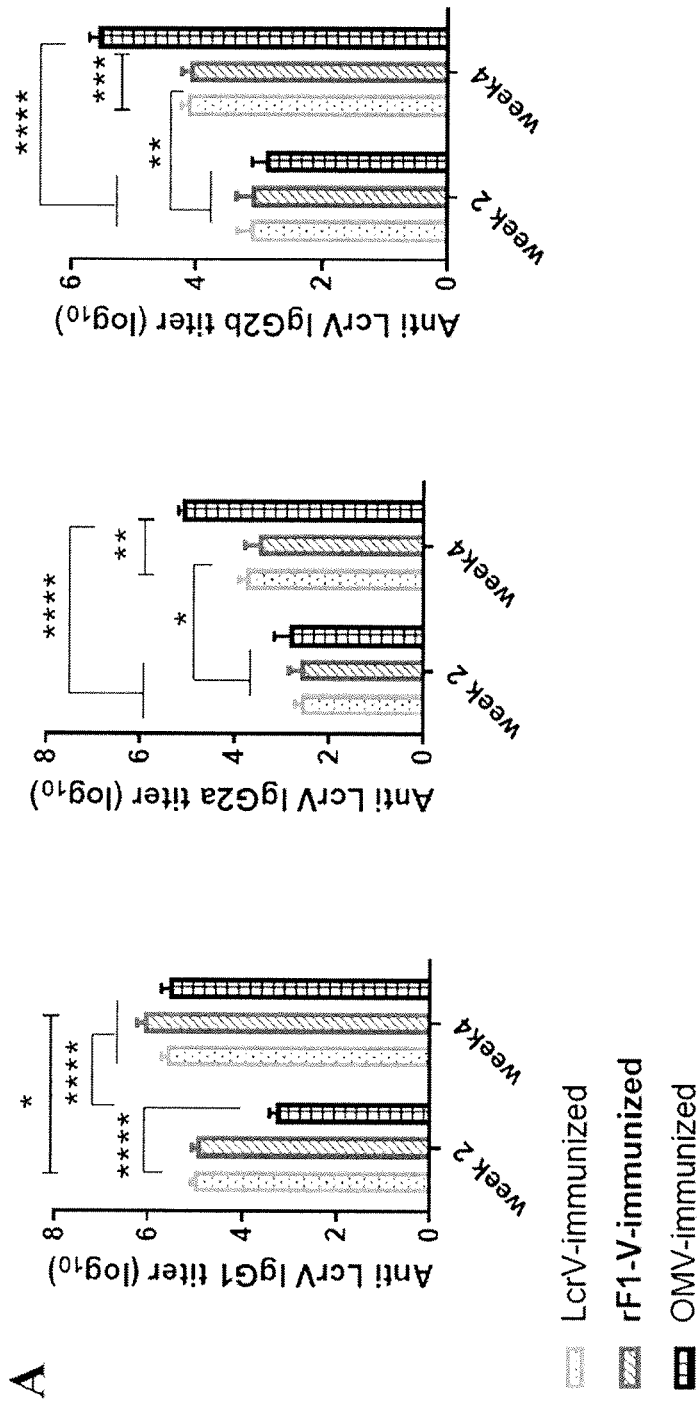 A
Anti LcrV IgG1 titer (log10)
8
6
4
2
0
*
****
****
week 2
week4
Anti LcrV IgG2a titer (log10)
8
6
4
2
0
****
**
*
week 2
week4
Anti LcrV IgG2b titer (log10)
6
4
2
0
****
***
**
week 2
week4
LcrV-immunized
rF1-V-immunized
OMV-immunized